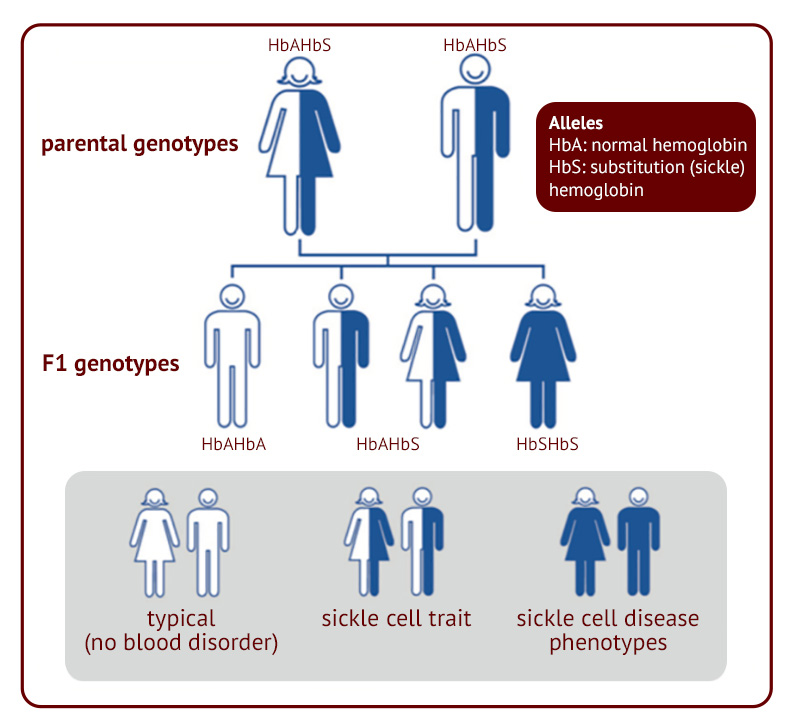 HbAHbS
HbAHbS
parental genotypes
Alleles
HbA: normal hemoglobin
HbS: substitution (sickle)
hemoglobin
F1 genotypes
HbAHbA
HbAHbS
HbSHbS
typical
(no blood disorder)
sickle cell trait
sickle cell disease
phenotypes